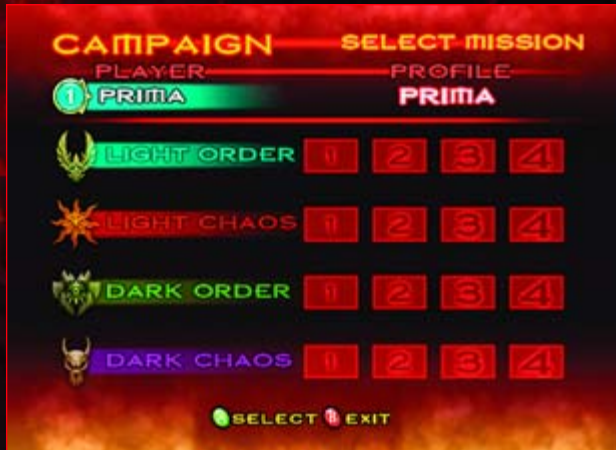 CAMPAIGN SELECT MISSION
PLAYER PROFILE
1 PRIMA PRIMA
LIGHT ORDER 1 2 3 4
LIGHT CHAOS 1 2 3 4
DARK ORDER 1 2 3 4
DARK CHAOS 1 2 3 4
SELECT B EXIT